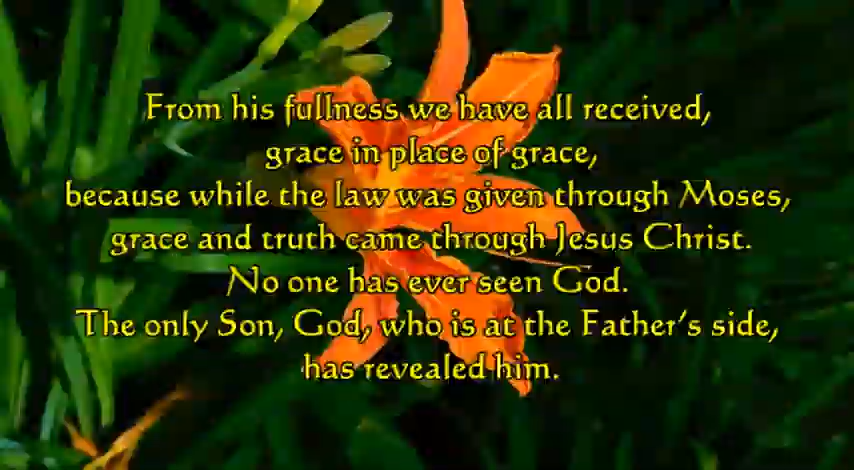 From his fullness we have all received,
grace in place of grace,
because while the law was given through Moses,
grace and truth came through Jesus Christ.
No one has ever seen God.
The only Son, God, who is at the Father's side,
has revealed him.